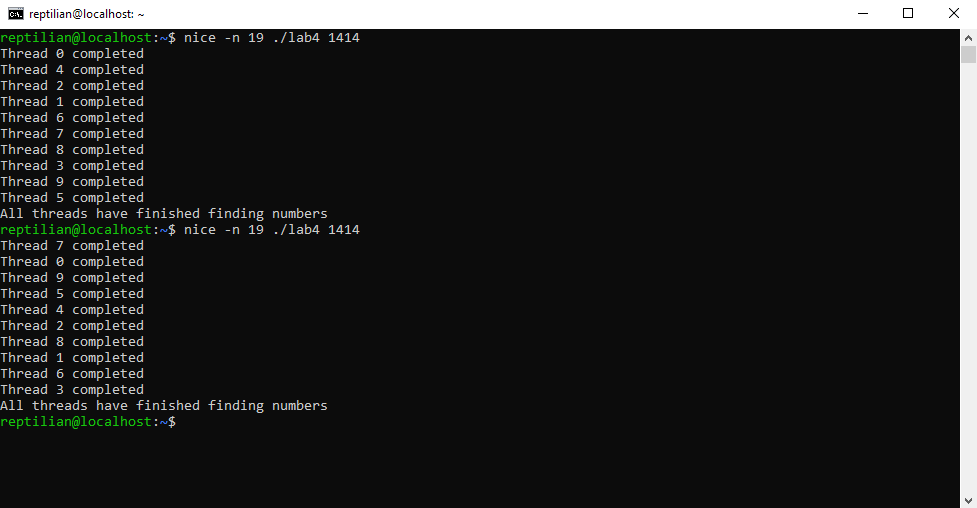 reptilian@localhost: ~
reptilian@localhost:~$ nice -n 19 ./lab4 1414
Thread 0 completed
Thread 4 completed
Thread 2 completed
Thread 1 completed
Thread 6 completed
Thread 7 completed
Thread 8 completed
Thread 3 completed
Thread 9 completed
Thread 5 completed
All threads have finished finding numbers
reptilian@localhost:~$ nice -n 19 ./lab4 1414
Thread 7 completed
Thread 0 completed
Thread 9 completed
Thread 5 completed
Thread 4 completed
Thread 2 completed
Thread 8 completed
Thread 1 completed
Thread 6 completed
Thread 3 completed
All threads have finished finding numbers
reptilian@localhost:~$